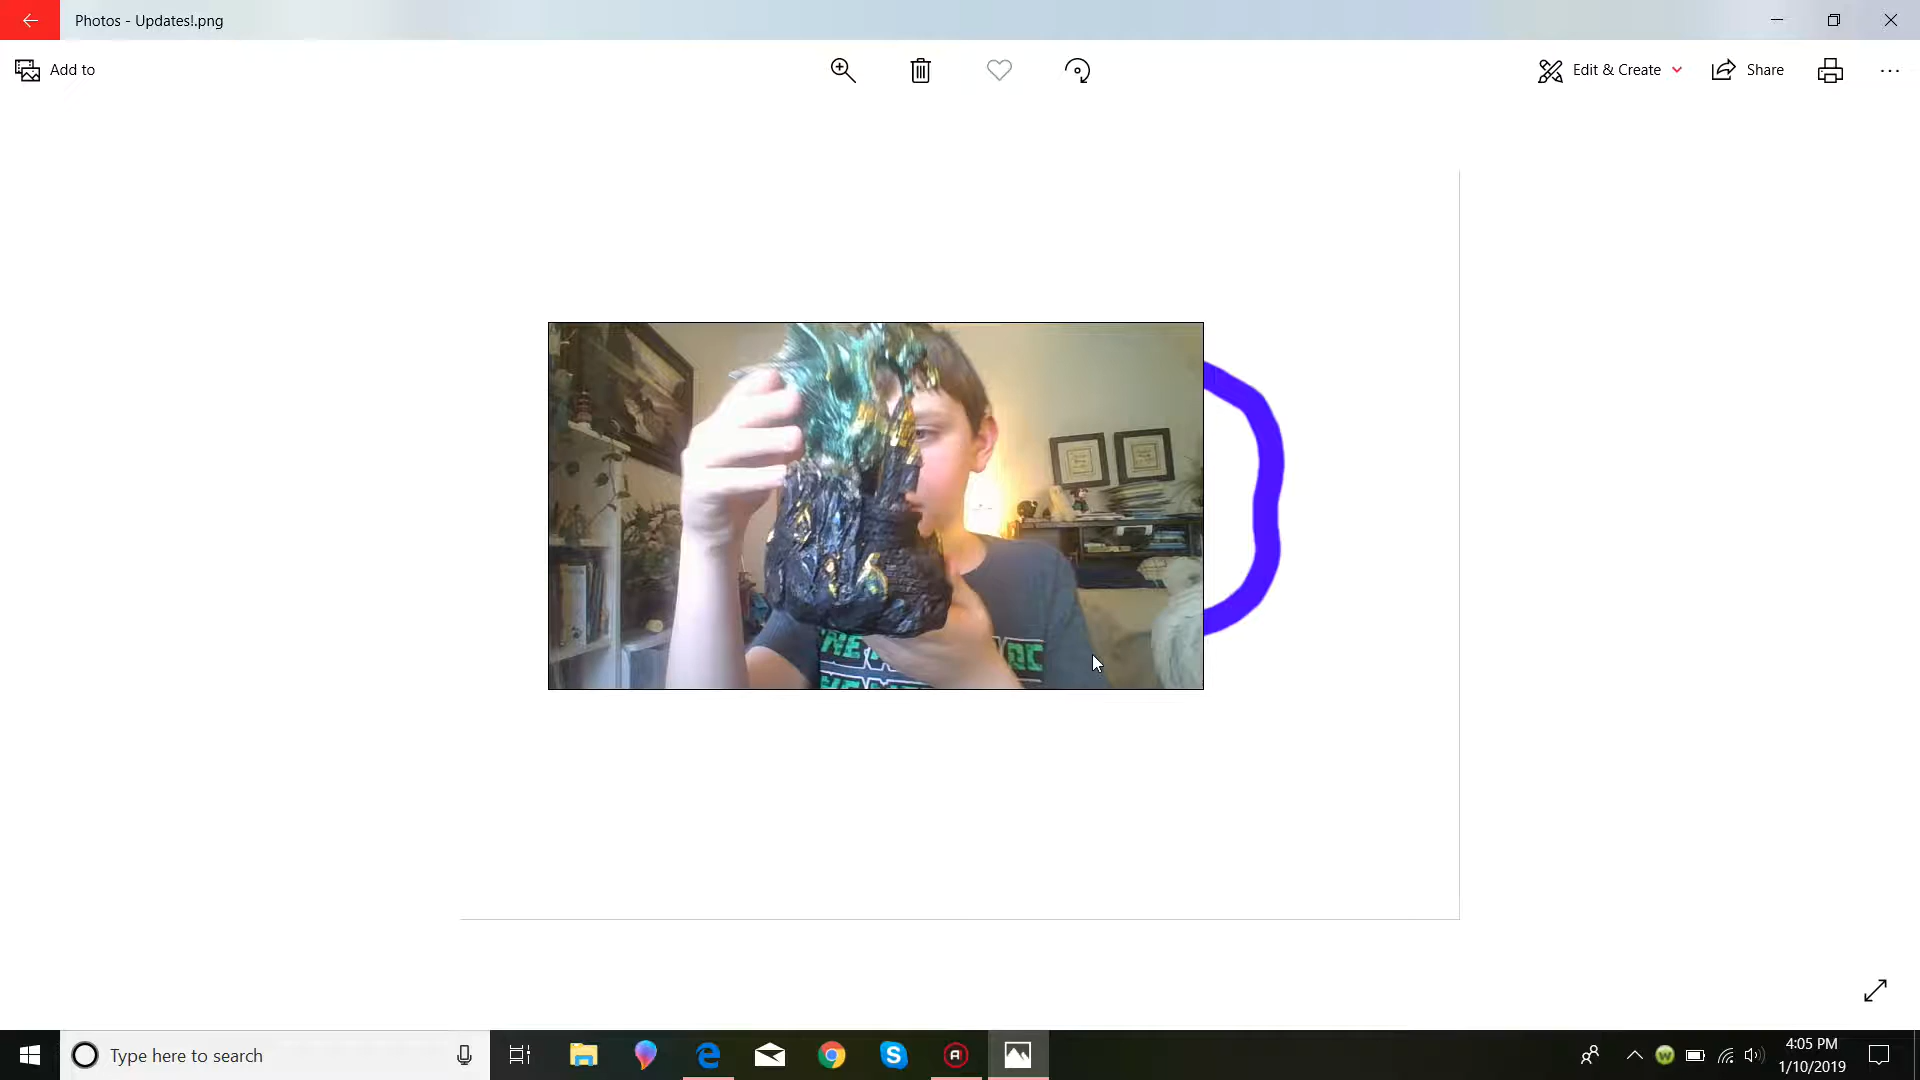 Photos - Updates!.png
Add to
Edit & Create
Share
Type here to search
4:05 PM
1/10/2019